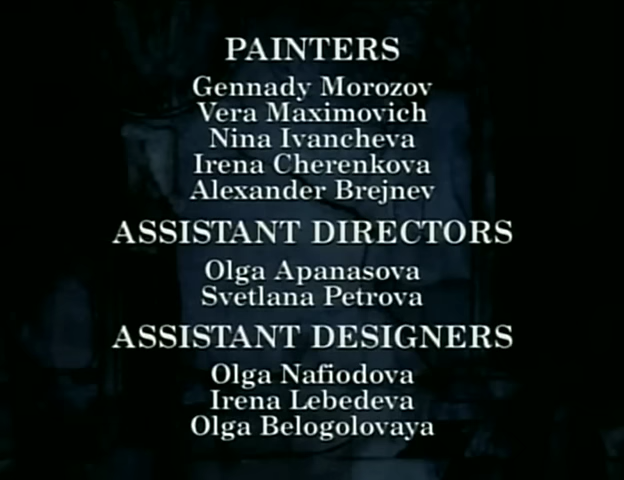 PAINTERS
Gennady Morozov
Vera Maximovich
Nina Ivancheva
Irena Cherenkova
Alexander Brejnev
ASSISTANT DIRECTORS
Olga Apanasova
Svetlana Petrova
ASSISTANT DESIGNERS
Olga Nafiodova
Irena Lebedeva
Olga Belogolovaya